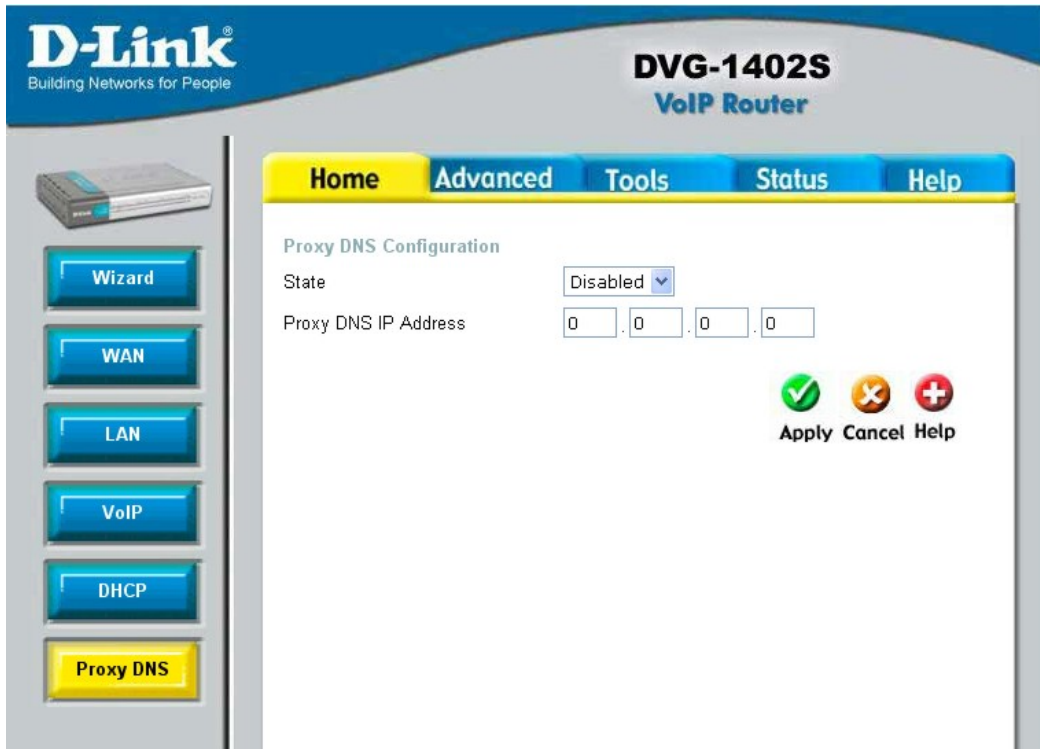 D-Link®
Building Networks for People
DVG-1402S
VoIP Router
Home Advanced Tools Status Help
Wizard
WAN
LAN
VoIP
DHCP
Proxy DNS
Proxy DNS Configuration
State Disabled
Proxy DNS IP Address 0 . 0 . 0 . 0
Apply Cancel Help